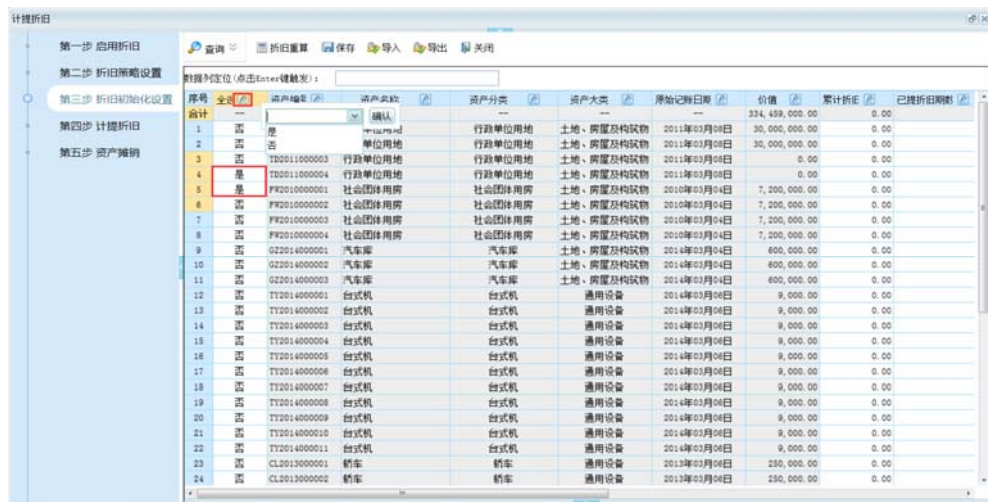 计提折旧
第一步 启用折旧
第二步 折旧策略设置
第三步 折旧初始化设置
第四步 计提折旧
第五步 资产摊销
查询 折旧重算 保存 导入 导出 关闭
数据列定位(点击Enter键触发):
序号 全选 资产编号 资产名称 资产分类 资产大类 原始记账日期 价值 累计折旧 已提折旧期数
合计 -- -- -- -- 334,459,000.00 0.00
确认
是
否
1 否 行政单位用地 土地、房屋及构筑物 2011年03月08日 30,000,000.00 0.00
2 否 单位用地 行政单位用地 土地、房屋及构筑物 2011年03月08日 30,000,000.00 0.00
3 否 TD2011000003 行政单位用地 行政单位用地 土地、房屋及构筑物 2011年03月08日 0.00 0.00
4 是 TD2011000004 行政单位用地 行政单位用地 土地、房屋及构筑物 2011年03月08日 0.00 0.00
5 是 FW2010000001 社会团体用房 社会团体用房 土地、房屋及构筑物 2010年03月04日 7,200,000.00 0.00
6 否 FW2010000002 社会团体用房 社会团体用房 土地、房屋及构筑物 2010年03月04日 7,200,000.00 0.00
7 否 FW2010000003 社会团体用房 社会团体用房 土地、房屋及构筑物 2010年03月04日 7,200,000.00 0.00
8 否 FW2010000004 社会团体用房 社会团体用房 土地、房屋及构筑物 2010年03月04日 7,200,000.00 0.00
9 否 GZ2014000001 汽车库 汽车库 土地、房屋及构筑物 2014年03月04日 600,000.00 0.00
10 否 GZ2014000002 汽车库 汽车库 土地、房屋及构筑物 2014年03月04日 600,000.00 0.00
11 否 GZ2014000003 汽车库 汽车库 土地、房屋及构筑物 2014年03月04日 600,000.00 0.00
12 否 TY2014000001 台式机 台式机 通用设备 2014年03月06日 9,000.00 0.00
13 否 TY2014000002 台式机 台式机 通用设备 2014年03月06日 9,000.00 0.00
14 否 TY2014000003 台式机 台式机 通用设备 2014年03月06日 9,000.00 0.00
15 否 TY2014000004 台式机 台式机 通用设备 2014年03月06日 9,000.00 0.00
16 否 TY2014000005 台式机 台式机 通用设备 2014年03月06日 9,000.00 0.00
17 否 TY2014000006 台式机 台式机 通用设备 2014年03月06日 9,000.00 0.00
18 否 TY2014000007 台式机 台式机 通用设备 2014年03月06日 9,000.00 0.00
19 否 TY2014000008 台式机 台式机 通用设备 2014年03月06日 9,000.00 0.00
20 否 TY2014000009 台式机 台式机 通用设备 2014年03月06日 9,000.00 0.00
21 否 TY2014000010 台式机 台式机 通用设备 2014年03月06日 9,000.00 0.00
22 否 TY2014000011 台式机 台式机 通用设备 2014年03月06日 9,000.00 0.00
23 否 CL2013000001 轿车 轿车 通用设备 2013年03月08日 250,000.00 0.00
24 否 CL2013000002 轿车 轿车 通用设备 2013年03月08日 250,000.00 0.00